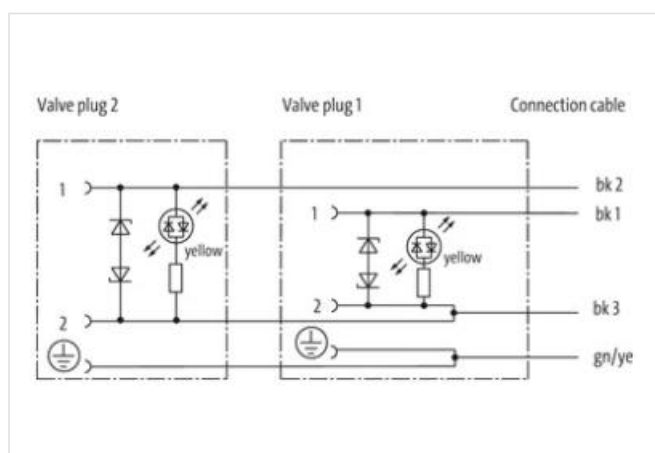 Valve plug 2 Valve plug 1 Connection cable
1 bk 2
1 bk 1
yellow yellow
2 bk 3
2
gn/ye